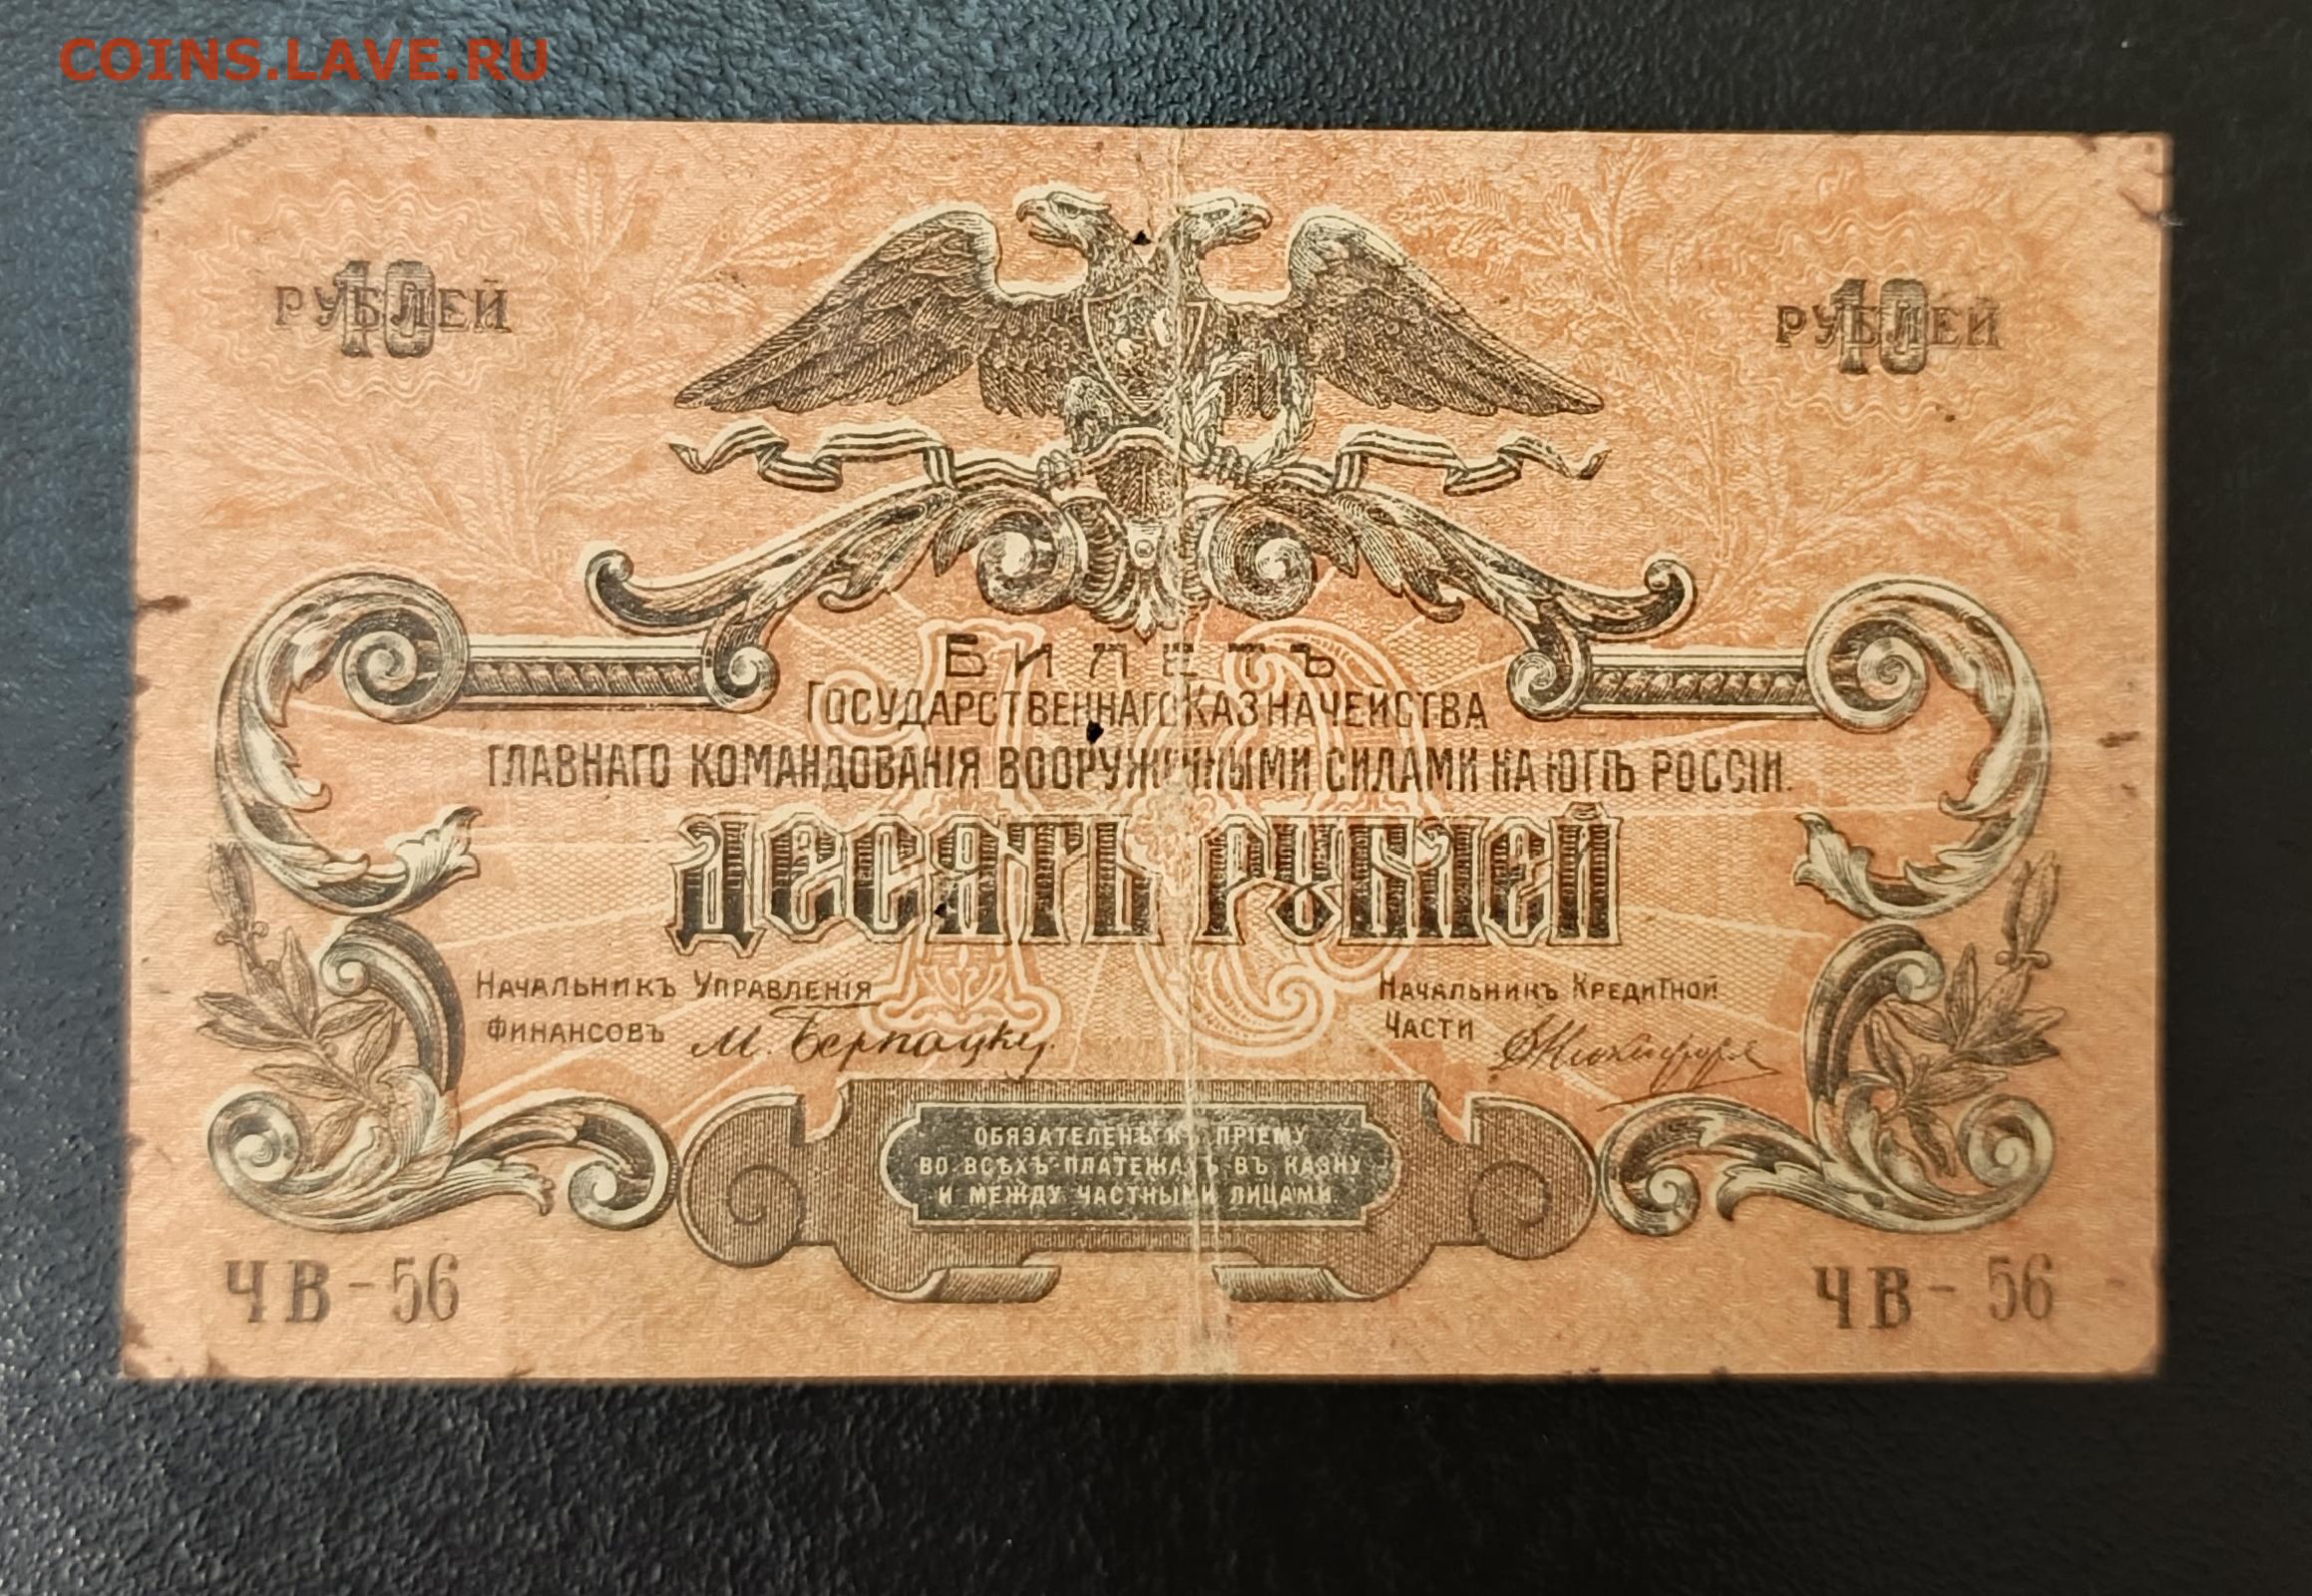 COINS.LAVE.RU
10 РУБЛЕЙ
10 РУБЛЕЙ
БИЛЕТЪ
ГОСУДАРСТВЕННАГО КАЗНАЧЕЙСТВА
ГЛАВНАГО КОМАНДОВАНІЯ ВООРУЖЕННЫМИ СИЛАМИ НА ЮГѢ РОССІИ.
10
ДЕСЯТЬ РУБЛЕЙ
НАЧАЛЬНИКЪ УПРАВЛЕНІЯ
ФИНАНСОВЪ
НАЧАЛЬНИКЪ КРЕДИТНОЙ
ЧАСТИ
ОБЯЗАТЕЛЕНЪ КЪ ПРІЕМУ
ВО ВСѢХЪ ПЛАТЕЖАХЪ ВЪ КАЗНУ
И МЕЖДУ ЧАСТНЫМИ ЛИЦАМИ.
ЧВ-56
ЧВ-56